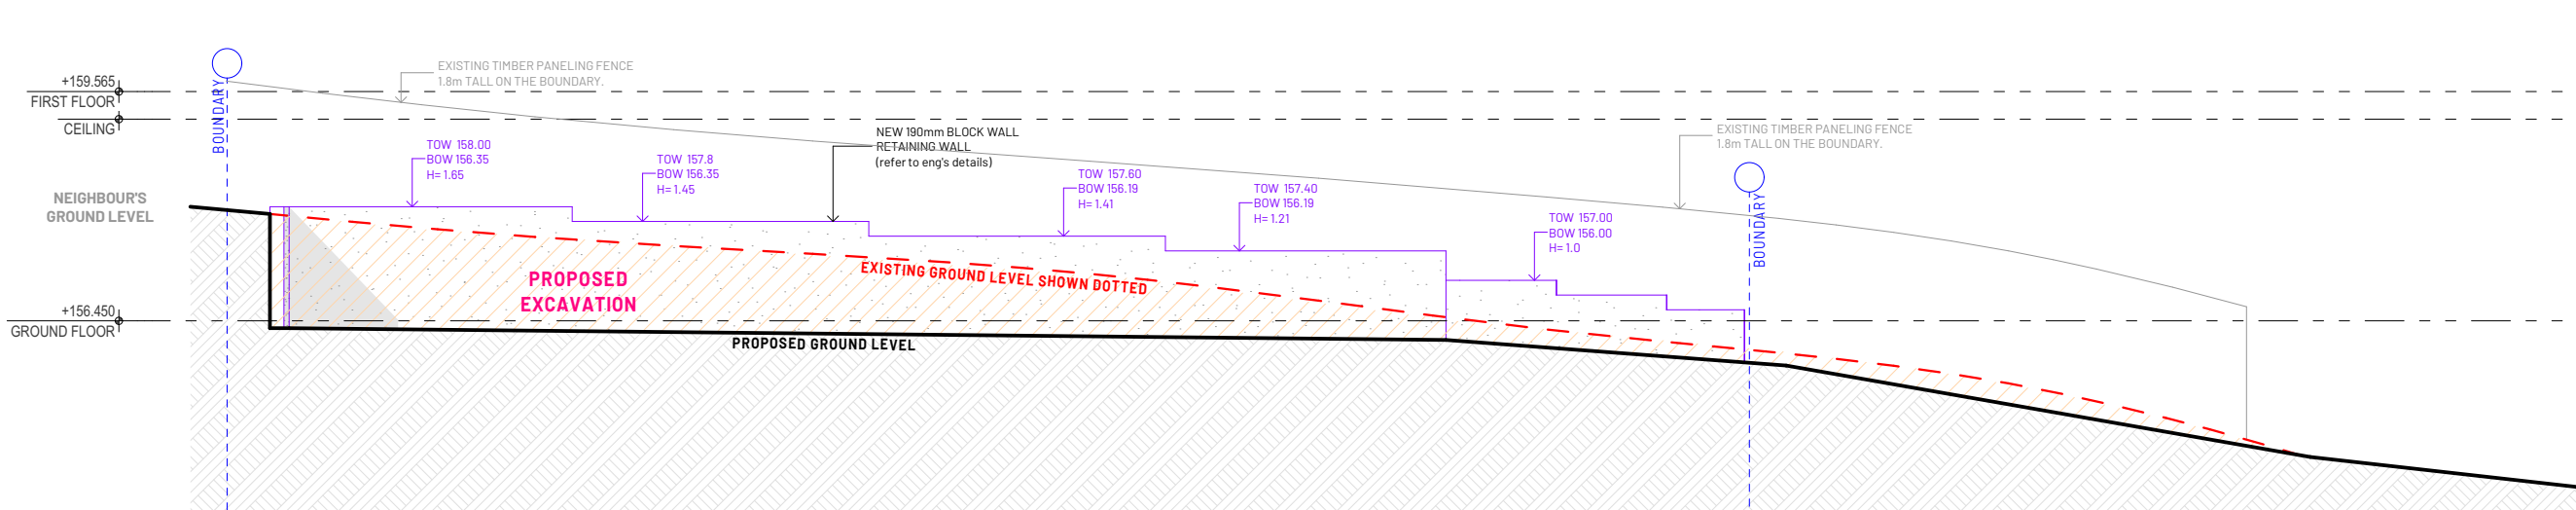 EXISTING TIMBER PANELING FENCE
1.8m TALL ON THE BOUNDARY.
+159.565
FIRST FLOOR
CEILING
BOUNDARY
NEW 190mm BLOCK WALL
RETAINING WALL
(refer to eng's details)
EXISTING TIMBER PANELING FENCE
1.8m TALL ON THE BOUNDARY.
TOW 158.00
BOW 156.35
H= 1.65
TOW 157.8
BOW 156.35
H= 1.45
TOW 157.60
BOW 156.19
H= 1.41
TOW 157.40
BOW 156.19
H= 1.21
TOW 157.00
BOW 156.00
H= 1.0
BOUNDARY
NEIGHBOUR'S
GROUND LEVEL
PROPOSED
EXCAVATION
EXISTING GROUND LEVEL SHOWN DOTTED
+156.450
GROUND FLOOR
PROPOSED GROUND LEVEL